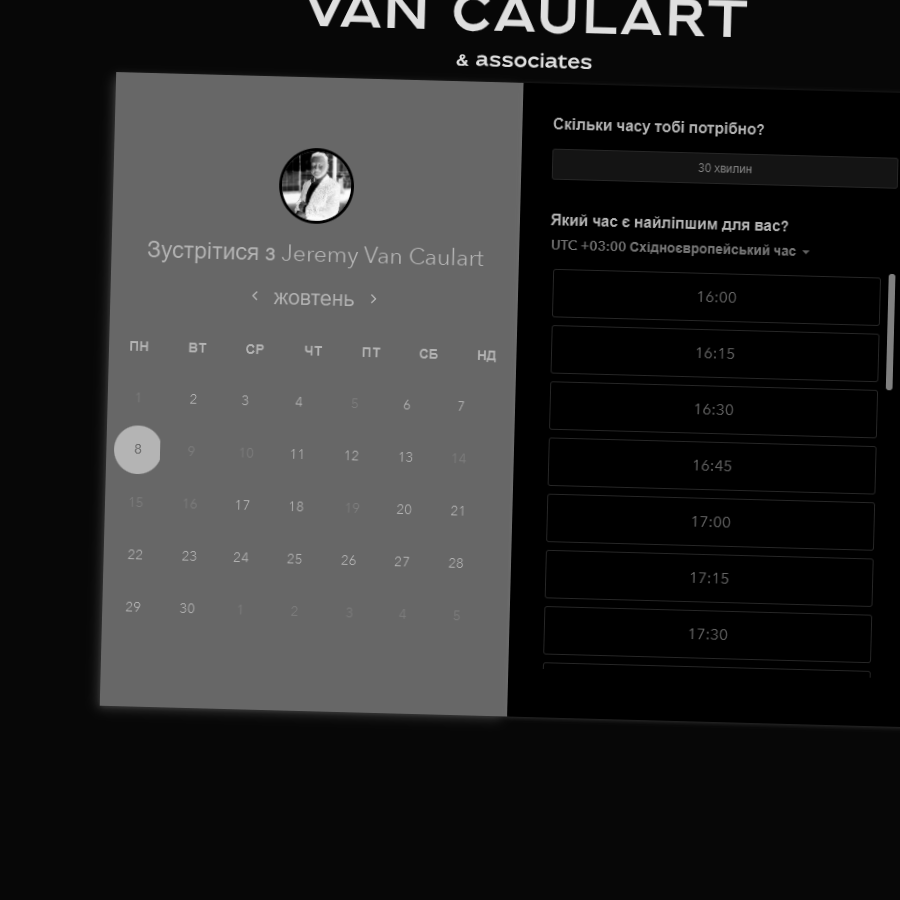 VAN CAULART
& associates
Зустрітися з Jeremy Van Caulart
жовтень
ПН ВТ СР ЧТ ПТ СБ НД
1 2 3 4 5 6 7
8 9 10 11 12 13 14
15 16 17 18 19 20 21
22 23 24 25 26 27 28
29 30 1 2 3 4 5
Скільки часу тобі потрібно?
30 хвилин
Який час є найліпшим для вас?
UTC +03:00 Східноєвропейський час
16:00
16:15
16:30
16:45
17:00
17:15
17:30